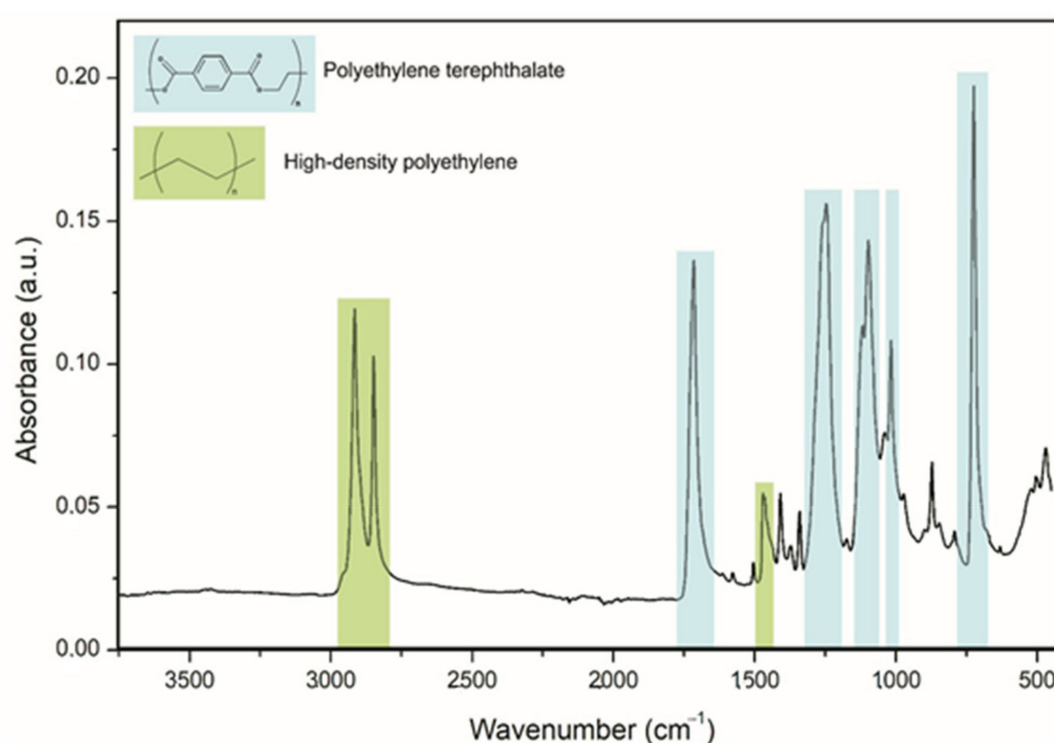 Polyethylene terephthalate
n
High-density polyethylene
n
0.20
0.15
0.10
0.05
0.00
Absorbance (a.u.)
3500 3000 2500 2000 1500 1000 500
Wavenumber (cm⁻¹)